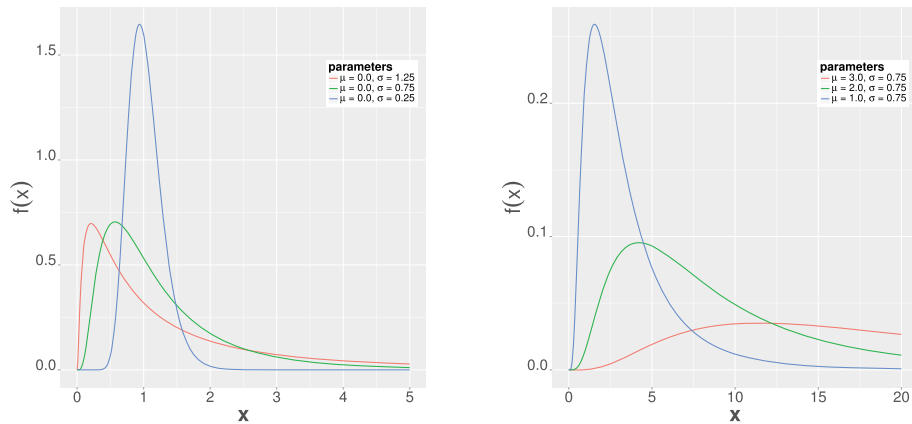 f(x)
1.5
1.0
0.5
0.0
parameters
μ = 0.0, σ = 1.25
μ = 0.0, σ = 0.75
μ = 0.0, σ = 0.25
0 1 2 3 4 5
x
f(x)
0.2
0.1
0.0
parameters
μ = 3.0, σ = 0.75
μ = 2.0, σ = 0.75
μ = 1.0, σ = 0.75
0 5 10 15 20
x